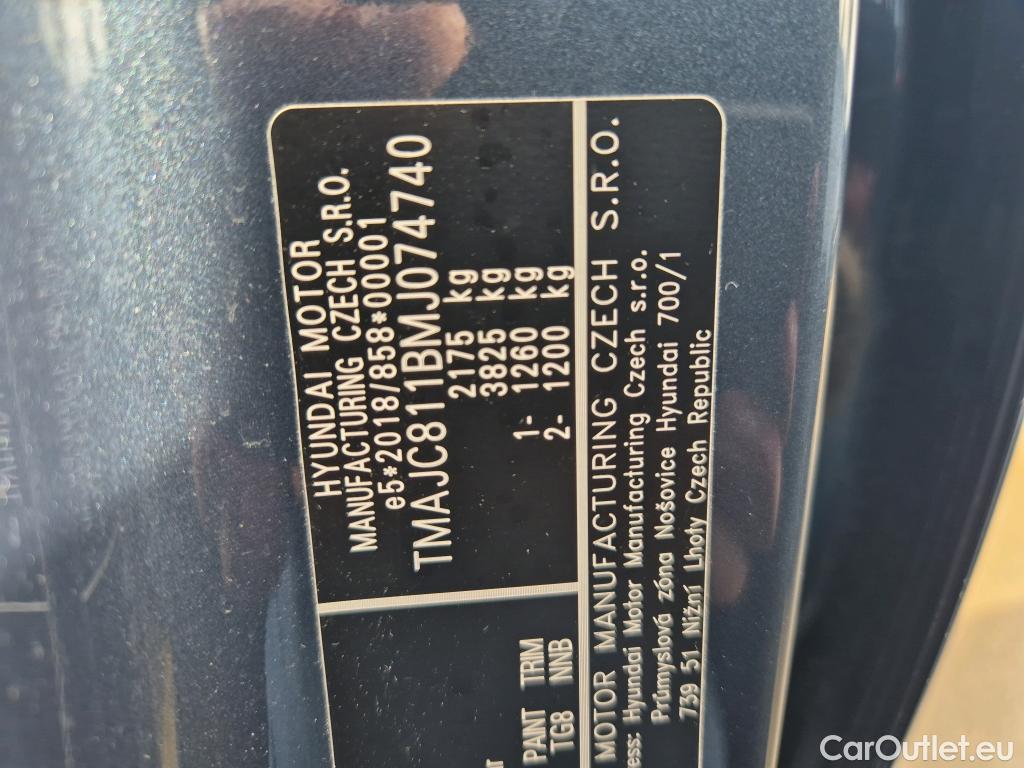 HYUNDAI MOTOR
MANUFACTURING CZECH S.R.O.
e5*2018/858*00001
TMAJC811BMJ074740
2175 kg
3825 kg
1- 1260 kg
2- 1200 kg
PAINT TRM
TG8 NNB
MOTOR MANUFACTURING CZECH S.R.O.
ess: Hyundai Motor Manufacturing Czech s.r.o.
Průmyslová zóna Nošovice Hyundai 700/1
739 51 Nižní Lhoty Czech Republic
CarOutlet.eu